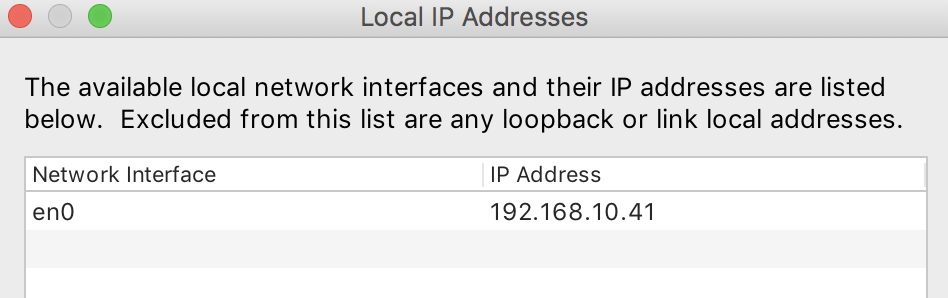 Local IP Addresses
The available local network interfaces and their IP addresses are listed
below.  Excluded from this list are any loopback or link local addresses.
Network Interface IP Address
en0 192.168.10.41